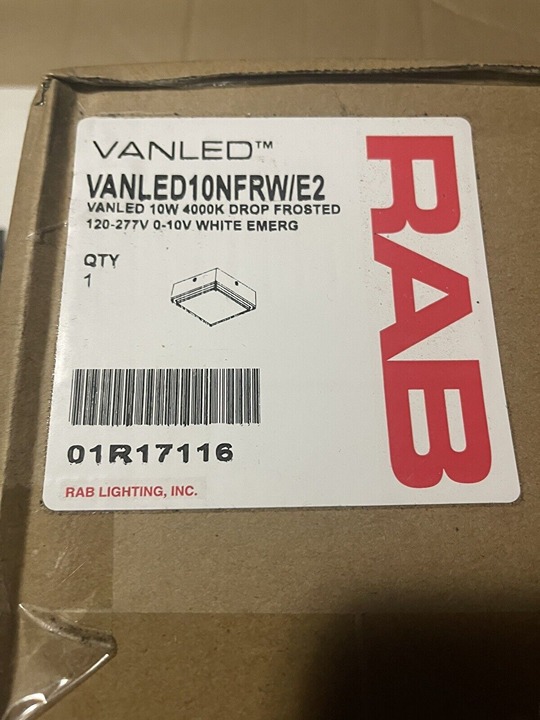 VANLED™
VANLED10NFRW/E2
VANLED 10W 4000K DROP FROSTED
120-277V 0-10V WHITE EMERG
QTY
1
01R17116
RAB LIGHTING, INC.
RAB